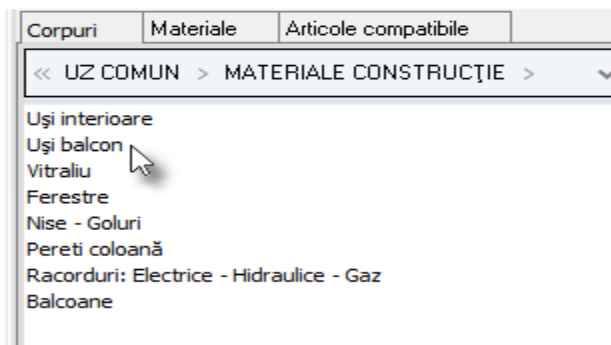 Corpuri Materiale Articole compatibile
« UZ COMUN > MATERIALE CONSTRUCŢIE >
Uşi interioare
Uşi balcon
Vitraliu
Ferestre
Nise - Goluri
Pereti coloană
Racorduri: Electrice - Hidraulice - Gaz
Balcoane